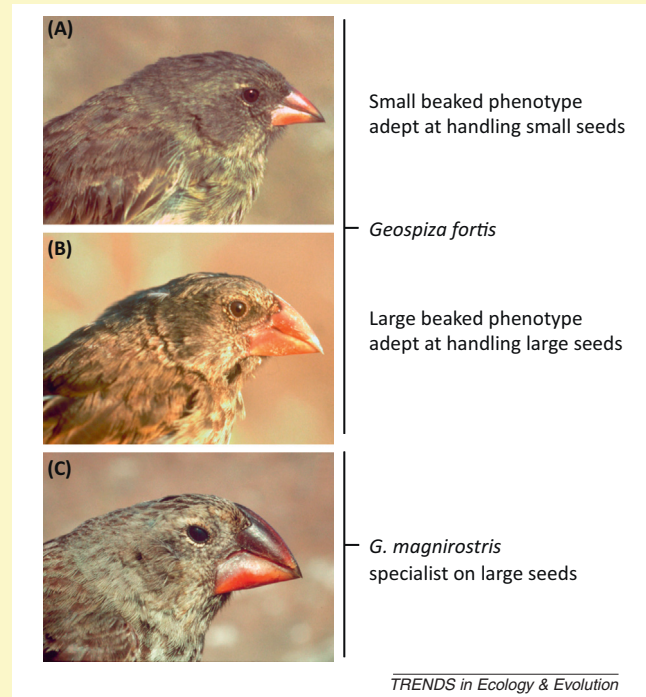 (A)
Small beaked phenotype
adept at handling small seeds
Geospiza fortis
(B)
Large beaked phenotype
adept at handling large seeds
(C)
G. magnirostris
specialist on large seeds
TRENDS in Ecology & Evolution